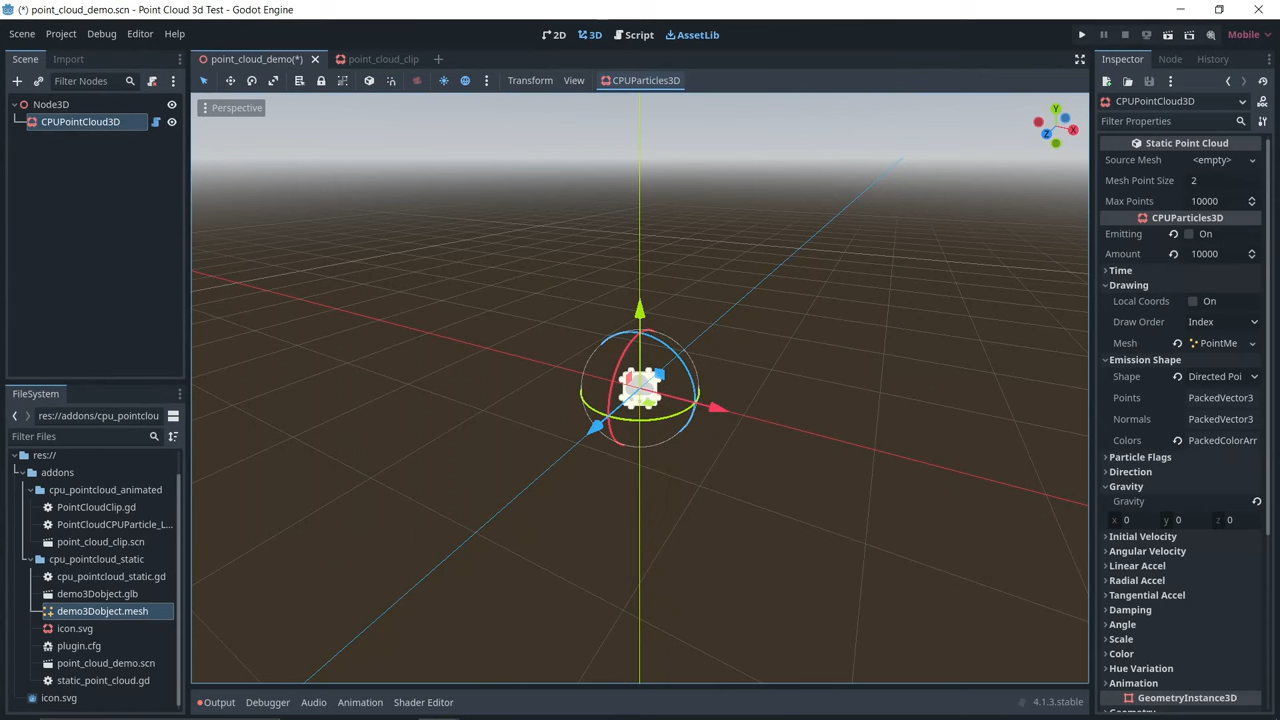 (*) point_cloud_demo.scn - Point Cloud 3d Test - Godot Engine
Scene Project Debug Editor Help
2D 3D Script AssetLib
Mobile
Scene Import
Filter Nodes
Node3D
CPUPointCloud3D
point_cloud_demo(*)
point_cloud_clip
Transform View CPUParticles3D
Perspective
Y
X
Z
FileSystem
res://addons/cpu_pointclou
Filter Files
res://
addons
cpu_pointcloud_animated
PointCloudClip.gd
PointCloudCPUParticle_L...
point_cloud_clip.scn
cpu_pointcloud_static
cpu_pointcloud_static.gd
demo3Dobject.glb
demo3Dobject.mesh
icon.svg
plugin.cfg
point_cloud_demo.scn
static_point_cloud.gd
icon.svg
Output Debugger Audio Animation Shader Editor
4.1.3.stable
Inspector Node History
CPUPointCloud3D
Filter Properties
Static Point Cloud
Source Mesh <empty>
Mesh Point Size 2
Max Points 10000
CPUParticles3D
Emitting On
Amount 10000
Time
Drawing
Local Coords On
Draw Order Index
Mesh PointMe
Emission Shape
Shape Directed Poi
Points PackedVector3
Normals PackedVector3
Colors PackedColorArr
Particle Flags
Direction
Gravity
Gravity
x 0 y 0 z 0
Initial Velocity
Angular Velocity
Linear Accel
Radial Accel
Tangential Accel
Damping
Angle
Scale
Color
Hue Variation
Animation
GeometryInstance3D